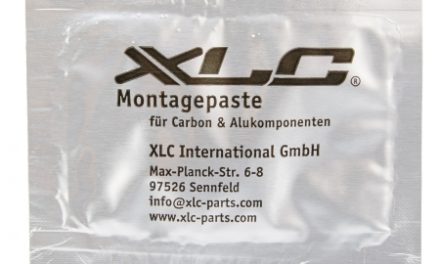 XLC®
Montagepaste
für Carbon & Alukomponenten
XLC International GmbH
Max-Planck-Str. 6-8
97526 Sennfeld
info@xlc-parts.com
www.xlc-parts.com